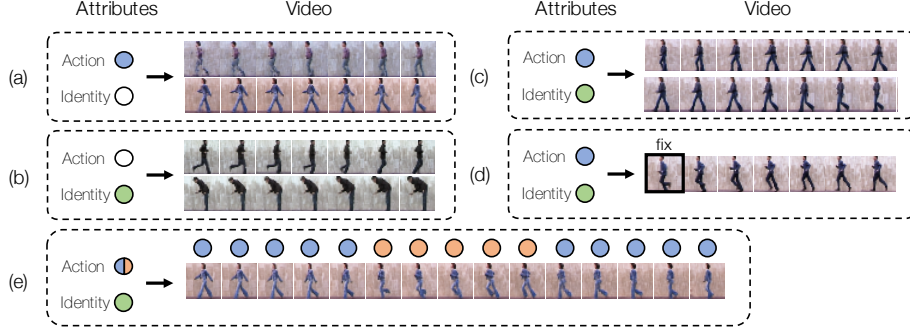 Attributes Video
(a) Action
Identity
(b) Action
Identity
Attributes Video
(c) Action
Identity
(d) Action
Identity
fix
(e) Action
Identity